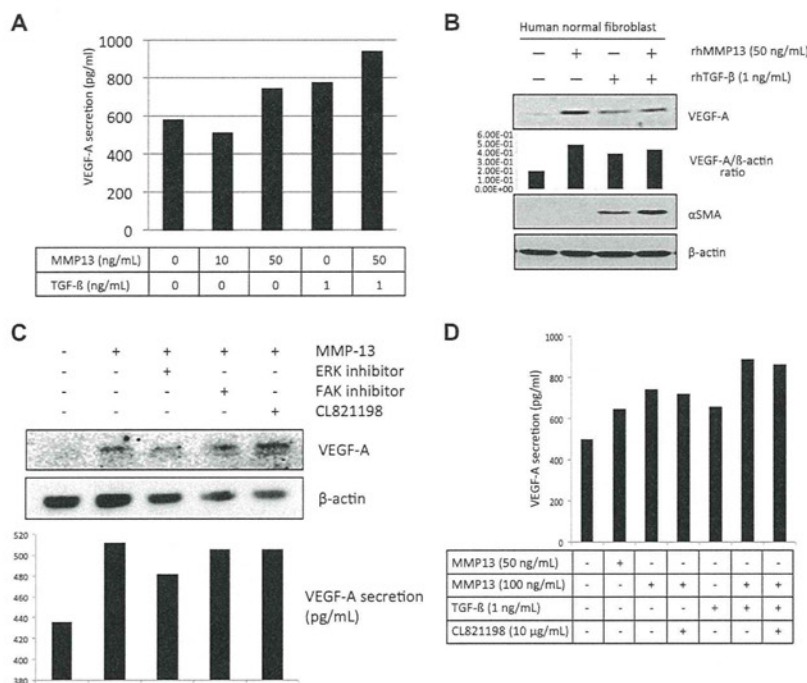 A
VEGF-A secretion (pg/ml)
1000
800
600
400
200
0
MMP13 (ng/mL) 0 10 50 0 50
TGF-ß (ng/mL) 0 0 0 1 1
B
Human normal fibroblast
- + - + rhMMP13 (50 ng/mL)
- - + + rhTGF-β (1 ng/mL)
VEGF-A
6.00E-01
5.00E-01
4.00E-01
3.00E-01
2.00E-01
1.00E-01
0.00E+00
VEGF-A/ß-actin
ratio
αSMA
β-actin
C
- + + + + MMP-13
- - + - - ERK inhibitor
- - - + - FAK inhibitor
- - - - + CL821198
VEGF-A
β-actin
520
500
480
460
440
420
380
VEGF-A secretion
(pg/mL)
D
VEGF-A secretion (pg/ml)
1000
800
600
400
200
0
MMP13 (50 ng/mL) - + - - - - -
MMP13 (100 ng/mL) - - + + - + +
TGF-ß (1 ng/mL) - - - - + + +
CL821198 (10 µg/mL) - - - + - - +